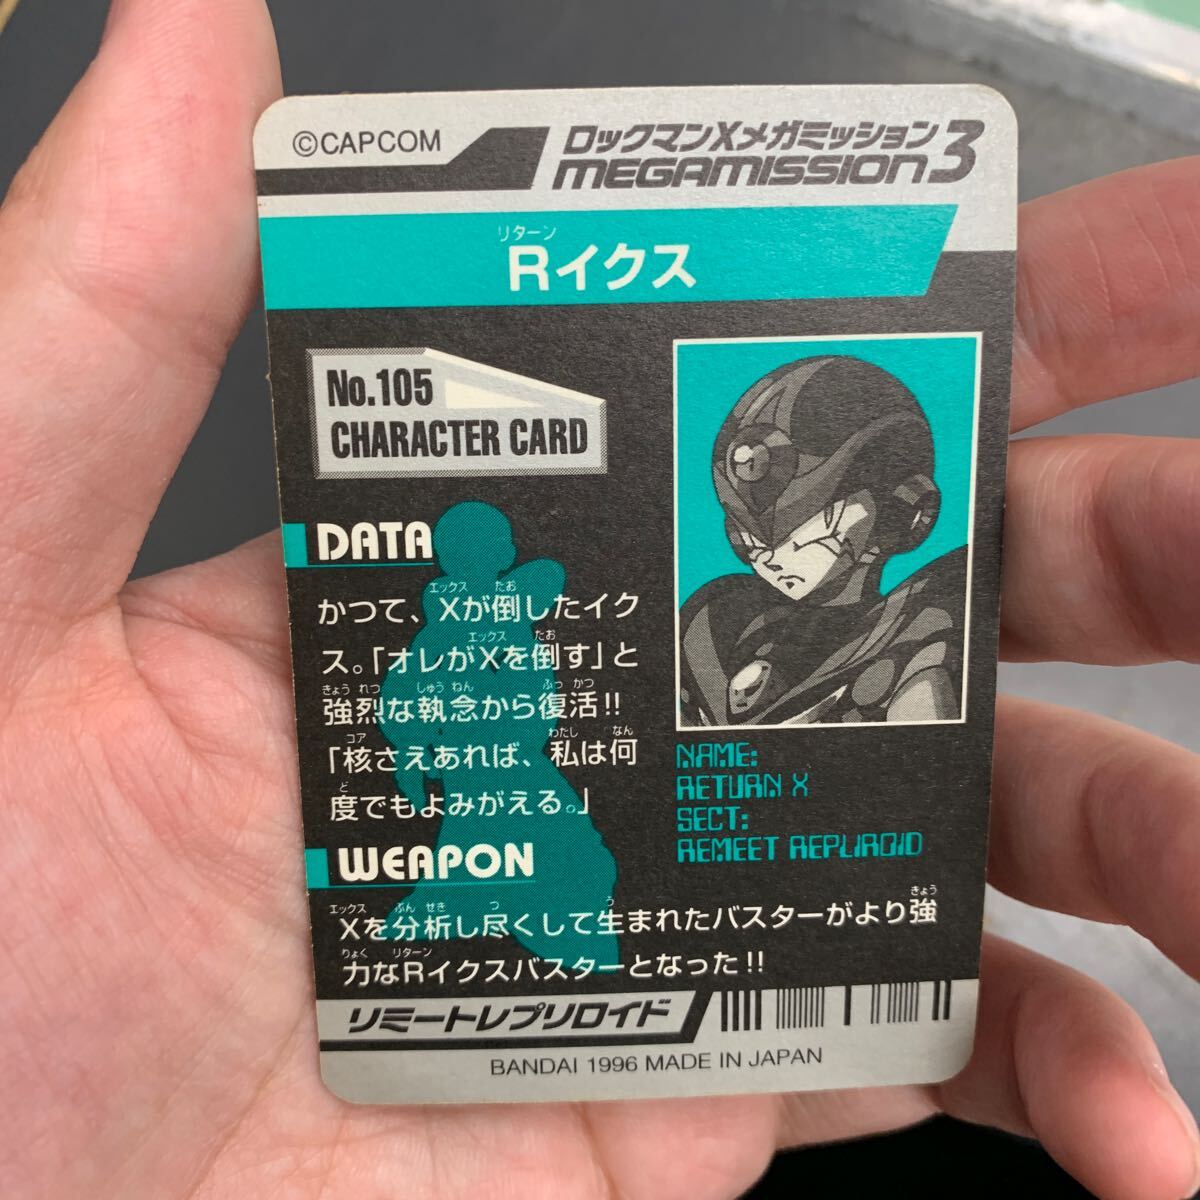 ©CAPCOM
ロックマンXメガミッション3
MEGAMISSION
リターン
Rイクス
No.105
CHARACTER CARD
DATA
エックス たお
かつて、Xが倒したイク
エックス たお
ス。「オレがXを倒す」と
きょうれつ しゅうねん ふっかつ
強烈な執念から復活!!
コア わたし なん
「核さえあれば、私は何
ど
度でもよみがえる。」
NAME:
RETURN X
SECT:
REMEET REPLIROID
WEAPON
エックス ぶんせき つ う きょう
Xを分析し尽くして生まれたバスターがより強
りょく リターン
力なRイクスバスターとなった!!
リミートレプリロイド
BANDAI 1996 MADE IN JAPAN